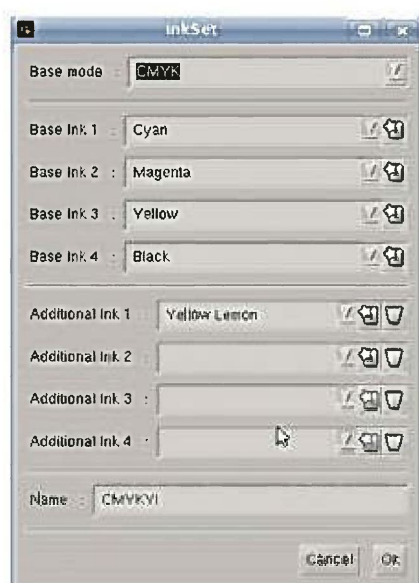 InkSet
Base mode : CMYK
Base Ink 1 : Cyan
Base Ink 2 : Magenta
Base Ink 3 : Yellow
Base Ink 4 : Black
Additional Ink 1 : Yellow Lemon
Additional Ink 2 :
Additional Ink 3 :
Additional Ink 4 :
Name : CMYKYl
Cancel Ok